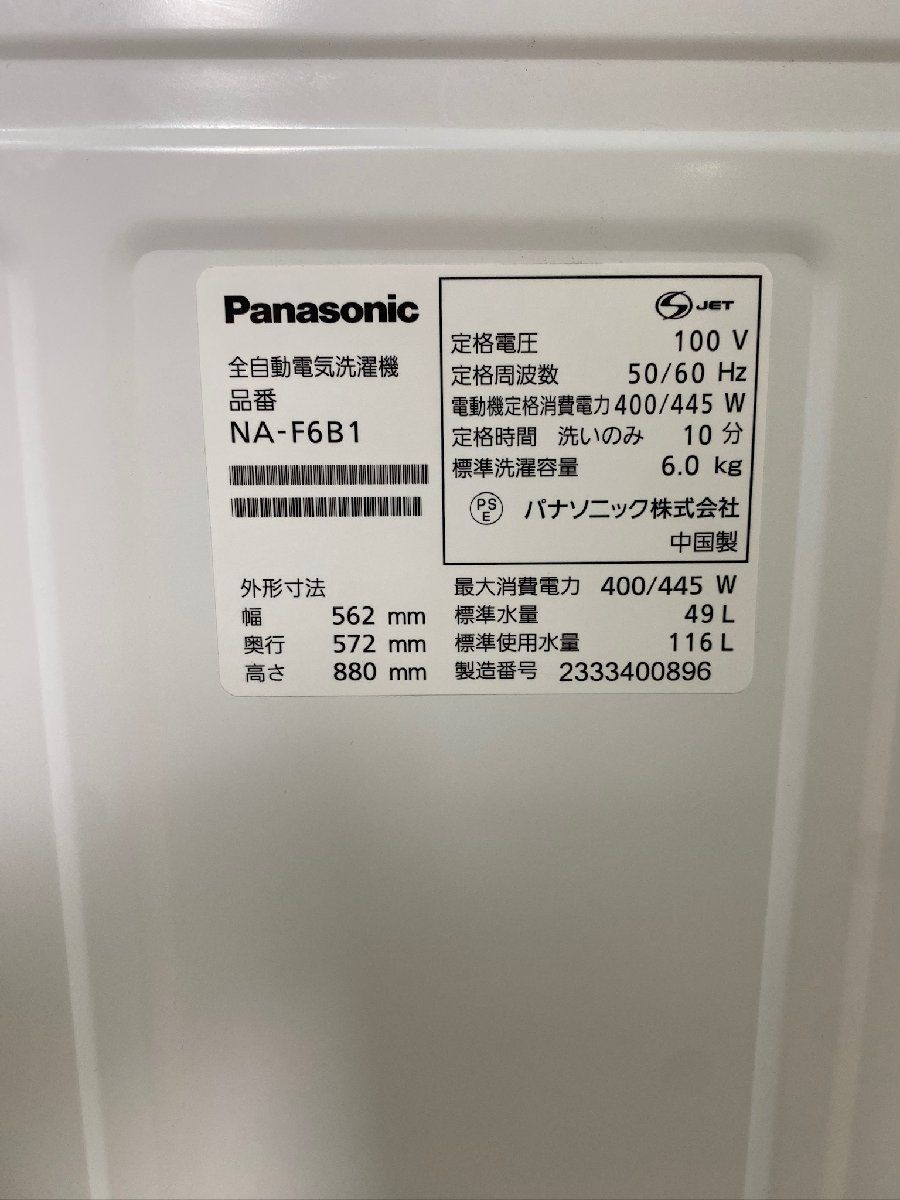 Panasonic
全自動電気洗濯機
品番
NA-F6B1
外形寸法
幅 562 mm
奥行 572 mm
高さ 880 mm
JET
定格電圧 100 V
定格周波数 50/60 Hz
電動機定格消費電力 400/445 W
定格時間 洗いのみ 10 分
標準洗濯容量 6.0 kg
PS
E
パナソニック株式会社
中国製
最大消費電力 400/445 W
標準水量 49 L
標準使用水量 116 L
製造番号 2333400896